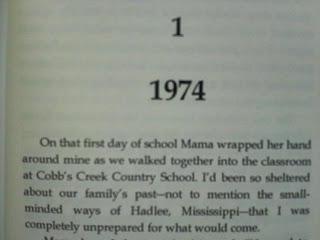 1
1974
On that first day of school Mama wrapped her hand
around mine as we walked together into the classroom
at Cobb's Creek Country School. I'd been so sheltered
about our family's past—not to mention the small-
minded ways of Hadlee, Mississippi—that I was
completely unprepared for what would come.